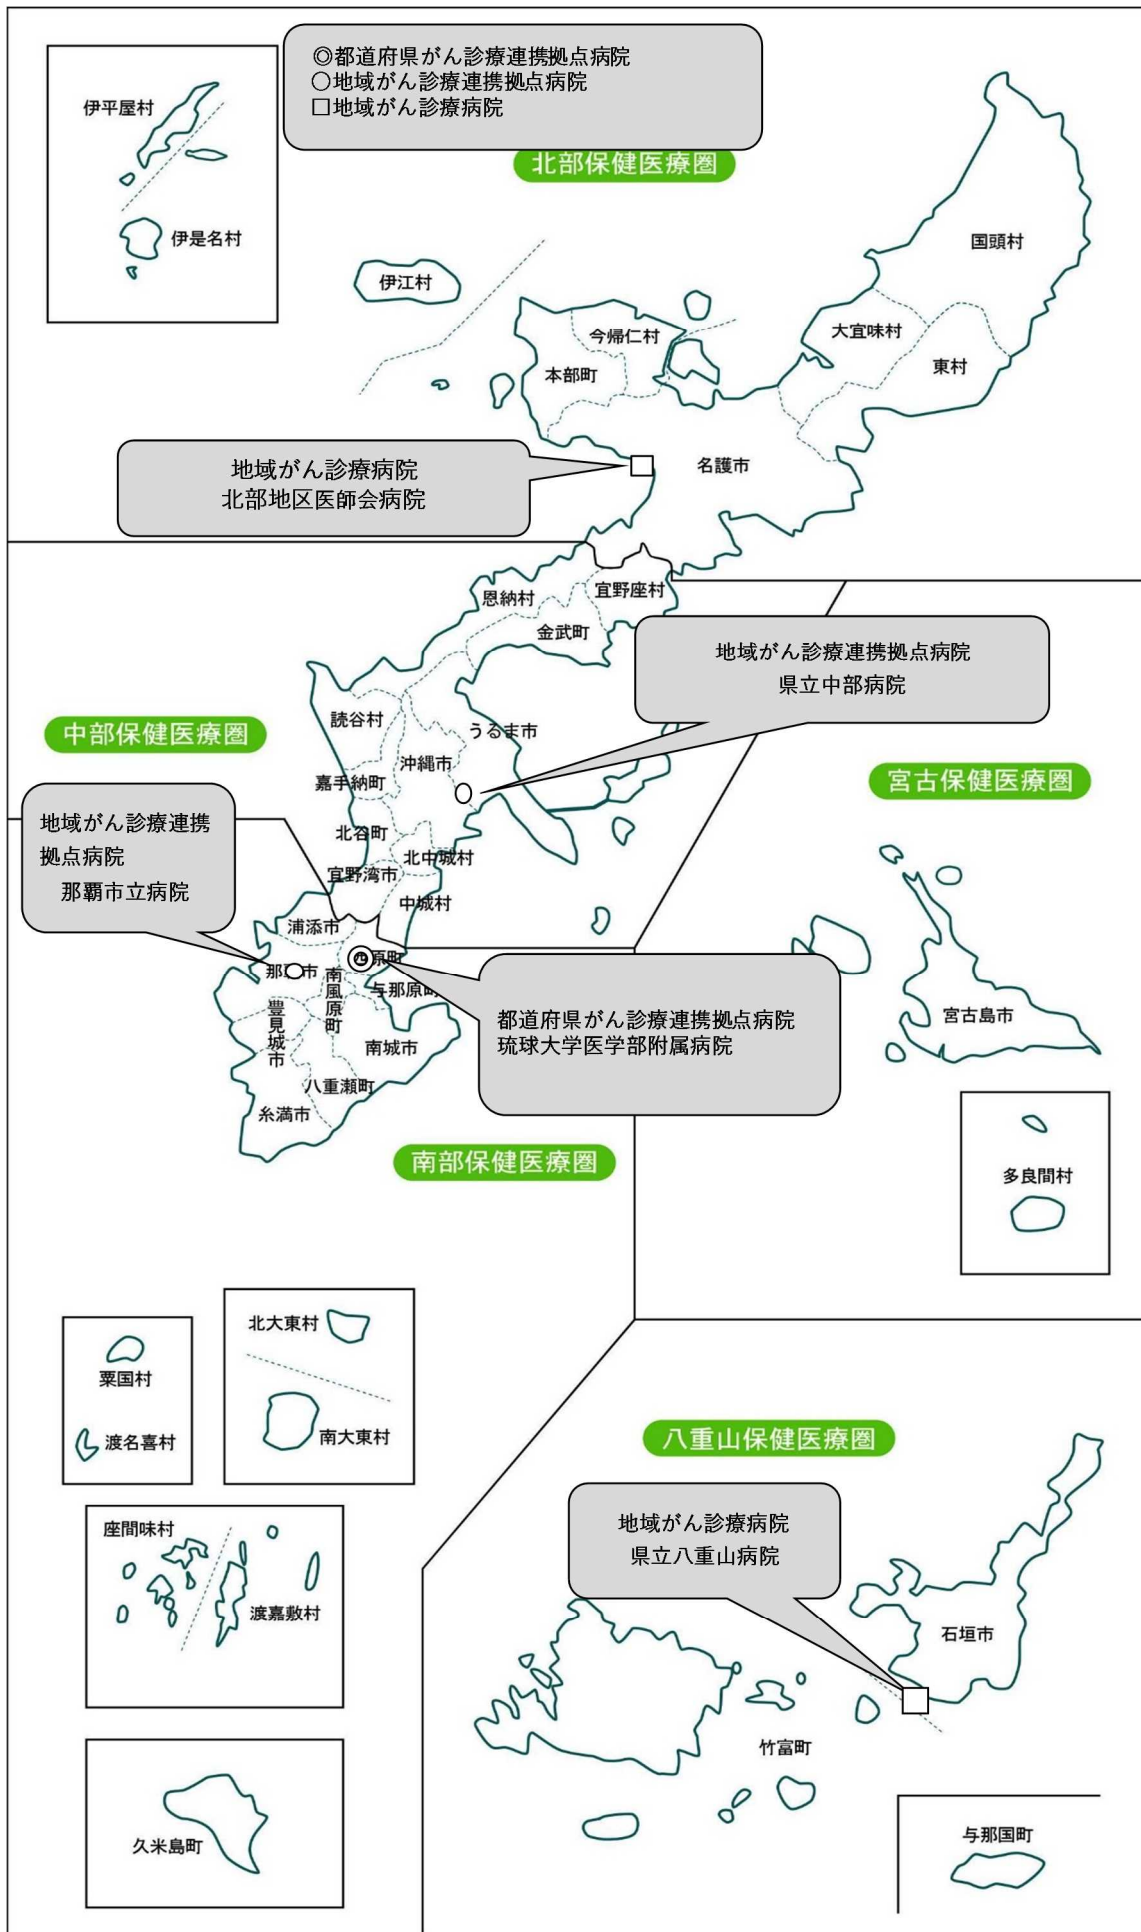 ◎都道府県がん診療連携拠点病院
○地域がん診療連携拠点病院
□地域がん診療病院
北部保健医療圏
伊平屋村
伊是名村
伊江村
国頭村
大宜味村
東村
今帰仁村
本部町
名護市
地域がん診療病院
北部地区医師会病院
恩納村
宜野座村
金武町
地域がん診療連携拠点病院
県立中部病院
中部保健医療圏
読谷村
うるま市
沖縄市
嘉手納町
北谷町
北中城村
宜野湾市
中城村
地域がん診療連携
拠点病院
那覇市立病院
宮古保健医療圏
宮古島市
多良間村
浦添市
西原町
那覇市
南風原町
与那原町
豊見城市
南城市
八重瀬町
糸満市
都道府県がん診療連携拠点病院
琉球大学医学部附属病院
南部保健医療圏
粟国村
渡名喜村
北大東村
南大東村
座間味村
渡嘉敷村
久米島町
八重山保健医療圏
地域がん診療病院
県立八重山病院
石垣市
竹富町
与那国町